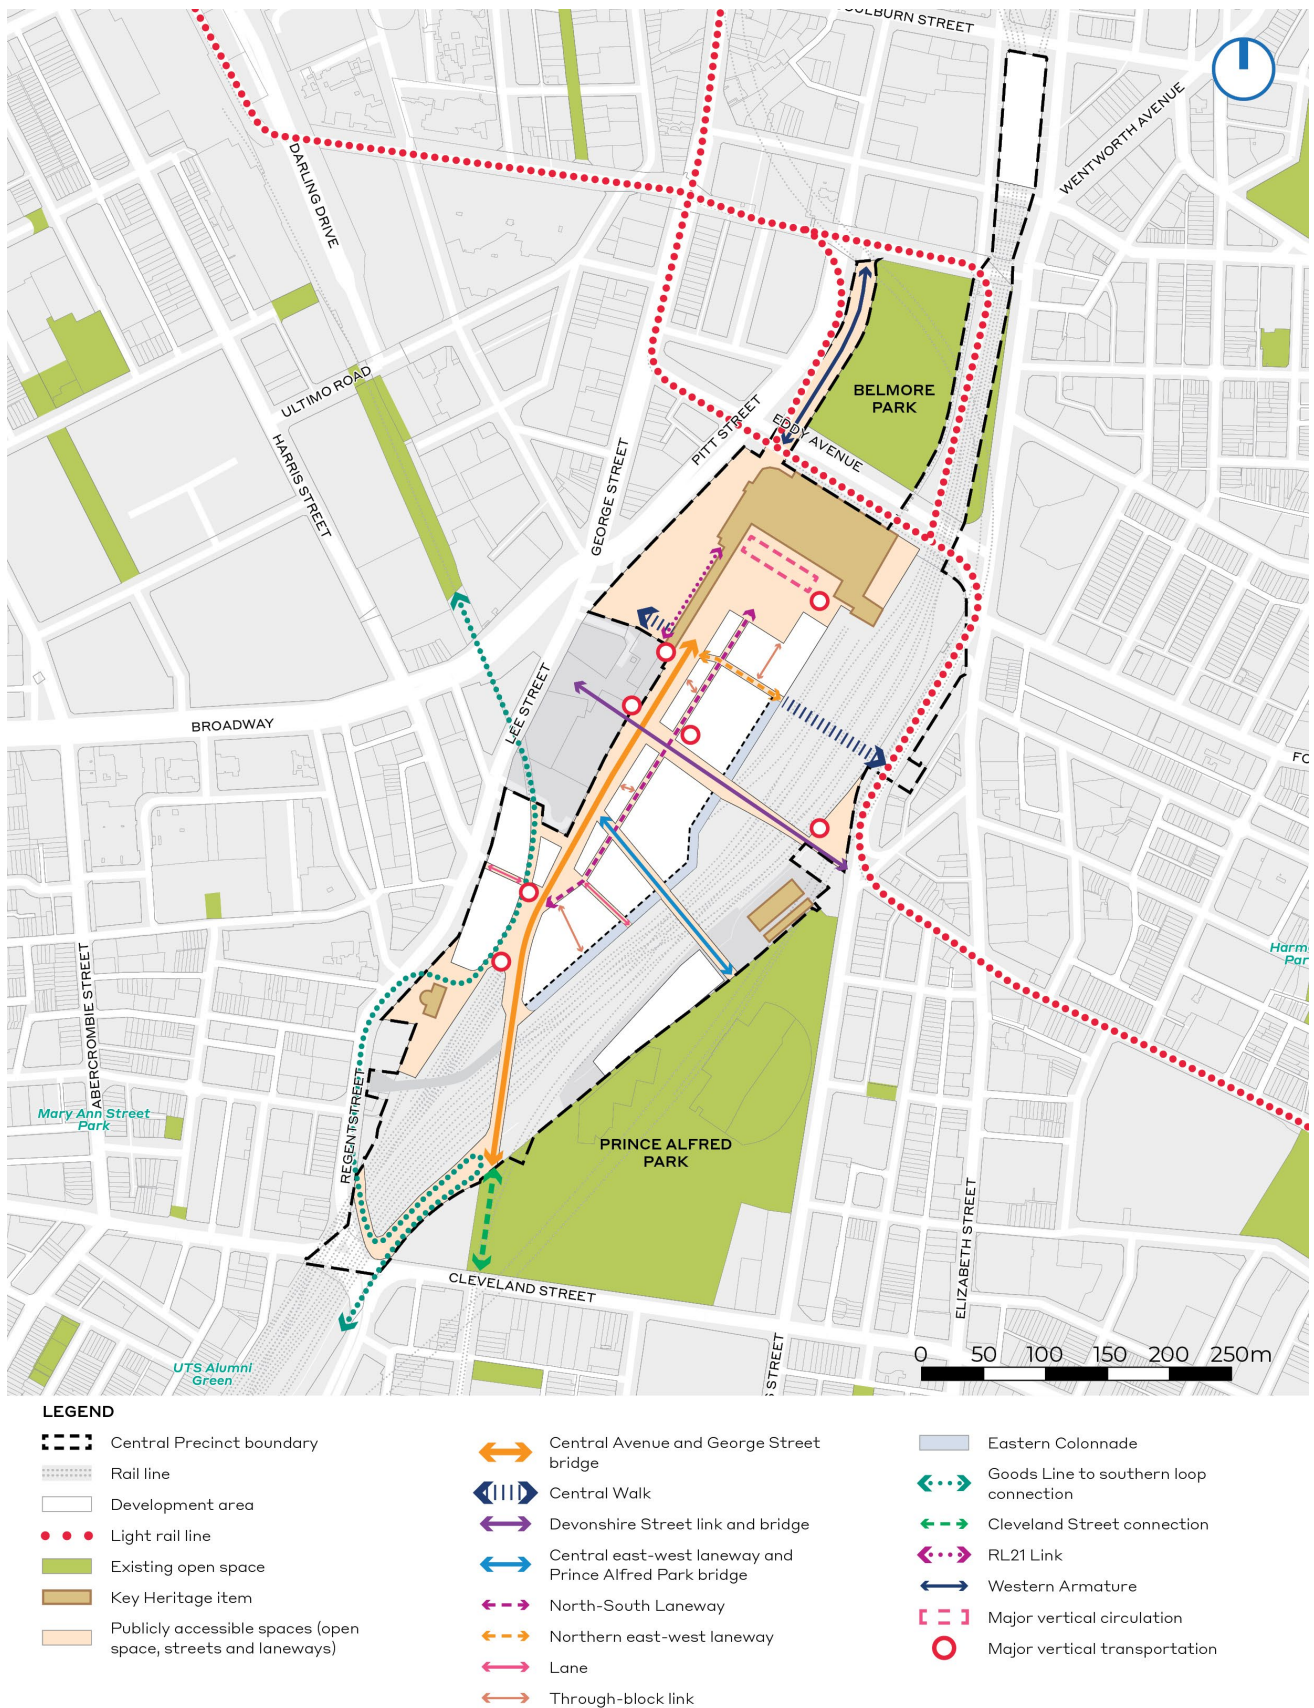 OULBURN STREET
WENTWORTH AVENUE
DARLING DRIVE
BELMORE
PARK
ULTIMO ROAD
PITT STREET
EDDY AVENUE
HARRIS STREET
GEORGE STREET
LEE STREET
BROADWAY
FO
Harm
Par
ABERCROMBIE STREET
Mary Ann Street
Park
REGENT STREET
PRINCE ALFRED
PARK
ELIZABETH STREET
CLEVELAND STREET
UTS Alumni
Green
S STREET
0 50 100 150 200 250m
LEGEND
Central Precinct boundary
Rail line
Development area
Light rail line
Existing open space
Key Heritage item
Publicly accessible spaces (open
space, streets and laneways)
Central Avenue and George Street
bridge
Central Walk
Devonshire Street link and bridge
Central east-west laneway and
Prince Alfred Park bridge
North-South Laneway
Northern east-west laneway
Lane
Through-block link
Eastern Colonnade
Goods Line to southern loop
connection
Cleveland Street connection
RL21 Link
Western Armature
Major vertical circulation
Major vertical transportation